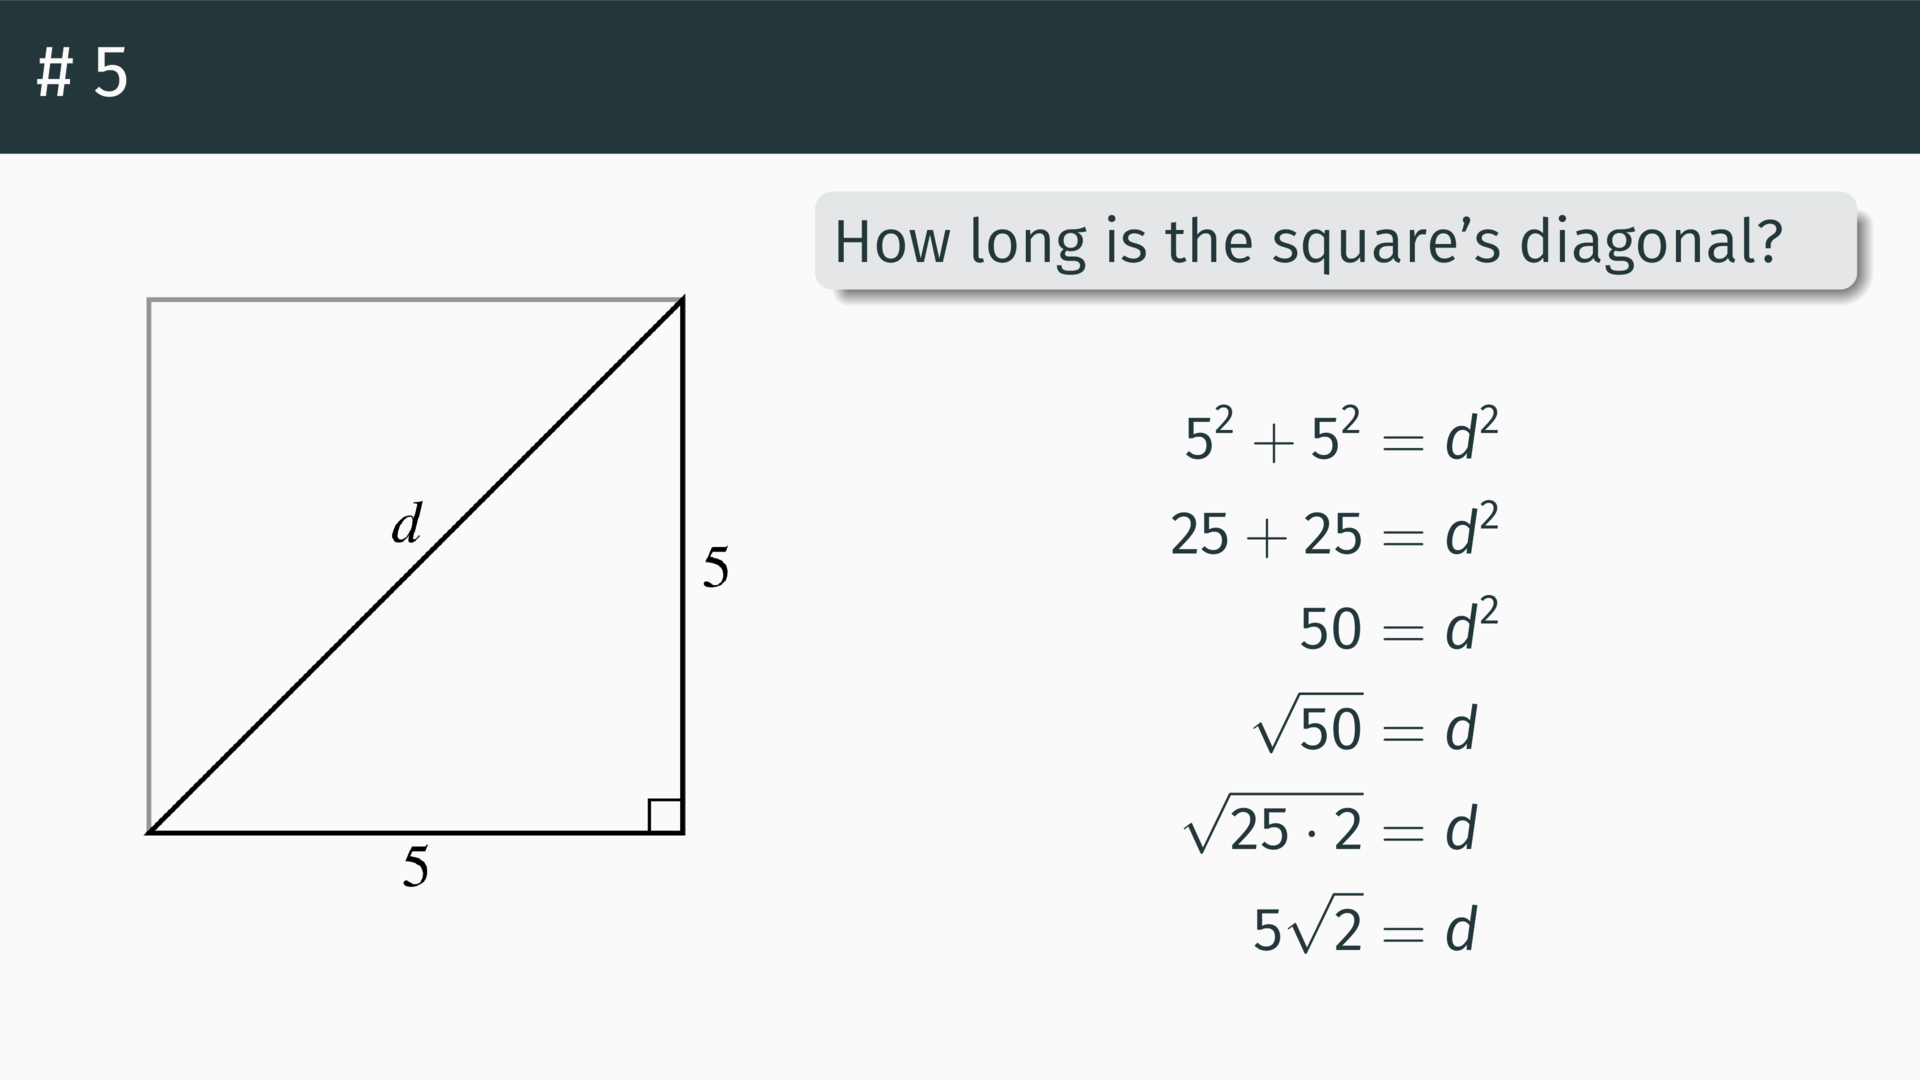 # 5
How long is the square’s diagonal?
d
5
5
5² + 5² = d²
25 + 25 = d²
50 = d²
√50 = d
√25 · 2 = d
5√2 = d